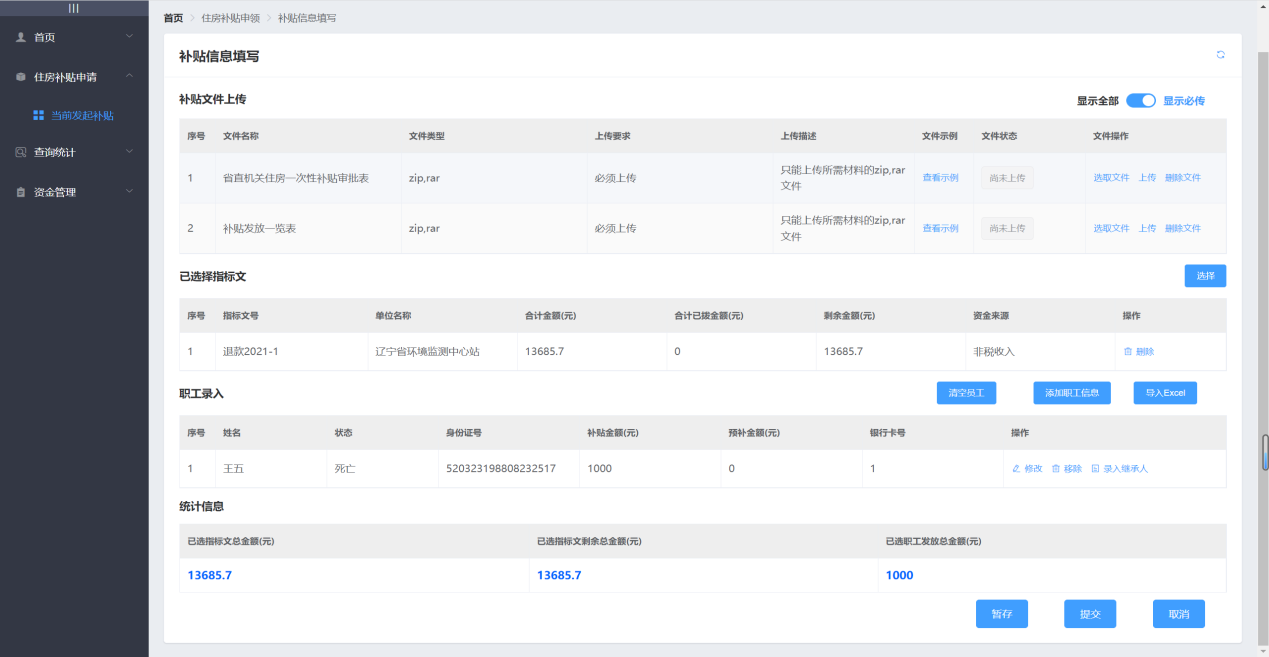 首页
住房补贴申请
当前发起补贴
查询统计
资金管理
首页 > 住房补贴申领 > 补贴信息填写
补贴信息填写
补贴文件上传
显示全部 显示必传
序号 文件名称 文件类型 上传要求 上传描述 文件示例 文件状态 文件操作
1 省直机关住房一次性补贴审批表 zip,rar 必须上传 只能上传所需材料的zip,rar
文件 查看示例 尚未上传 选取文件 上传 删除文件
2 补贴发放一览表 zip,rar 必须上传 只能上传所需材料的zip,rar
文件 查看示例 尚未上传 选取文件 上传 删除文件
已选择指标文 选择
序号 指标文号 单位名称 合计金额(元) 合计已拨金额(元) 剩余金额(元) 资金来源 操作
1 退款2021-1 辽宁省环境监测中心站 13685.7 0 13685.7 非税收入 删除
职工录入 清空员工 添加职工信息 导入Excel
序号 姓名 状态 身份证号 补贴金额(元) 预补金额(元) 银行卡号 操作
1 王五 死亡 520323198808232517 1000 0 1 修改 移除 录入继承人
统计信息
已选指标文总金额(元) 已选指标文剩余总金额(元) 已选职工发放总金额(元)
13685.7 13685.7 1000
暂存 提交 取消